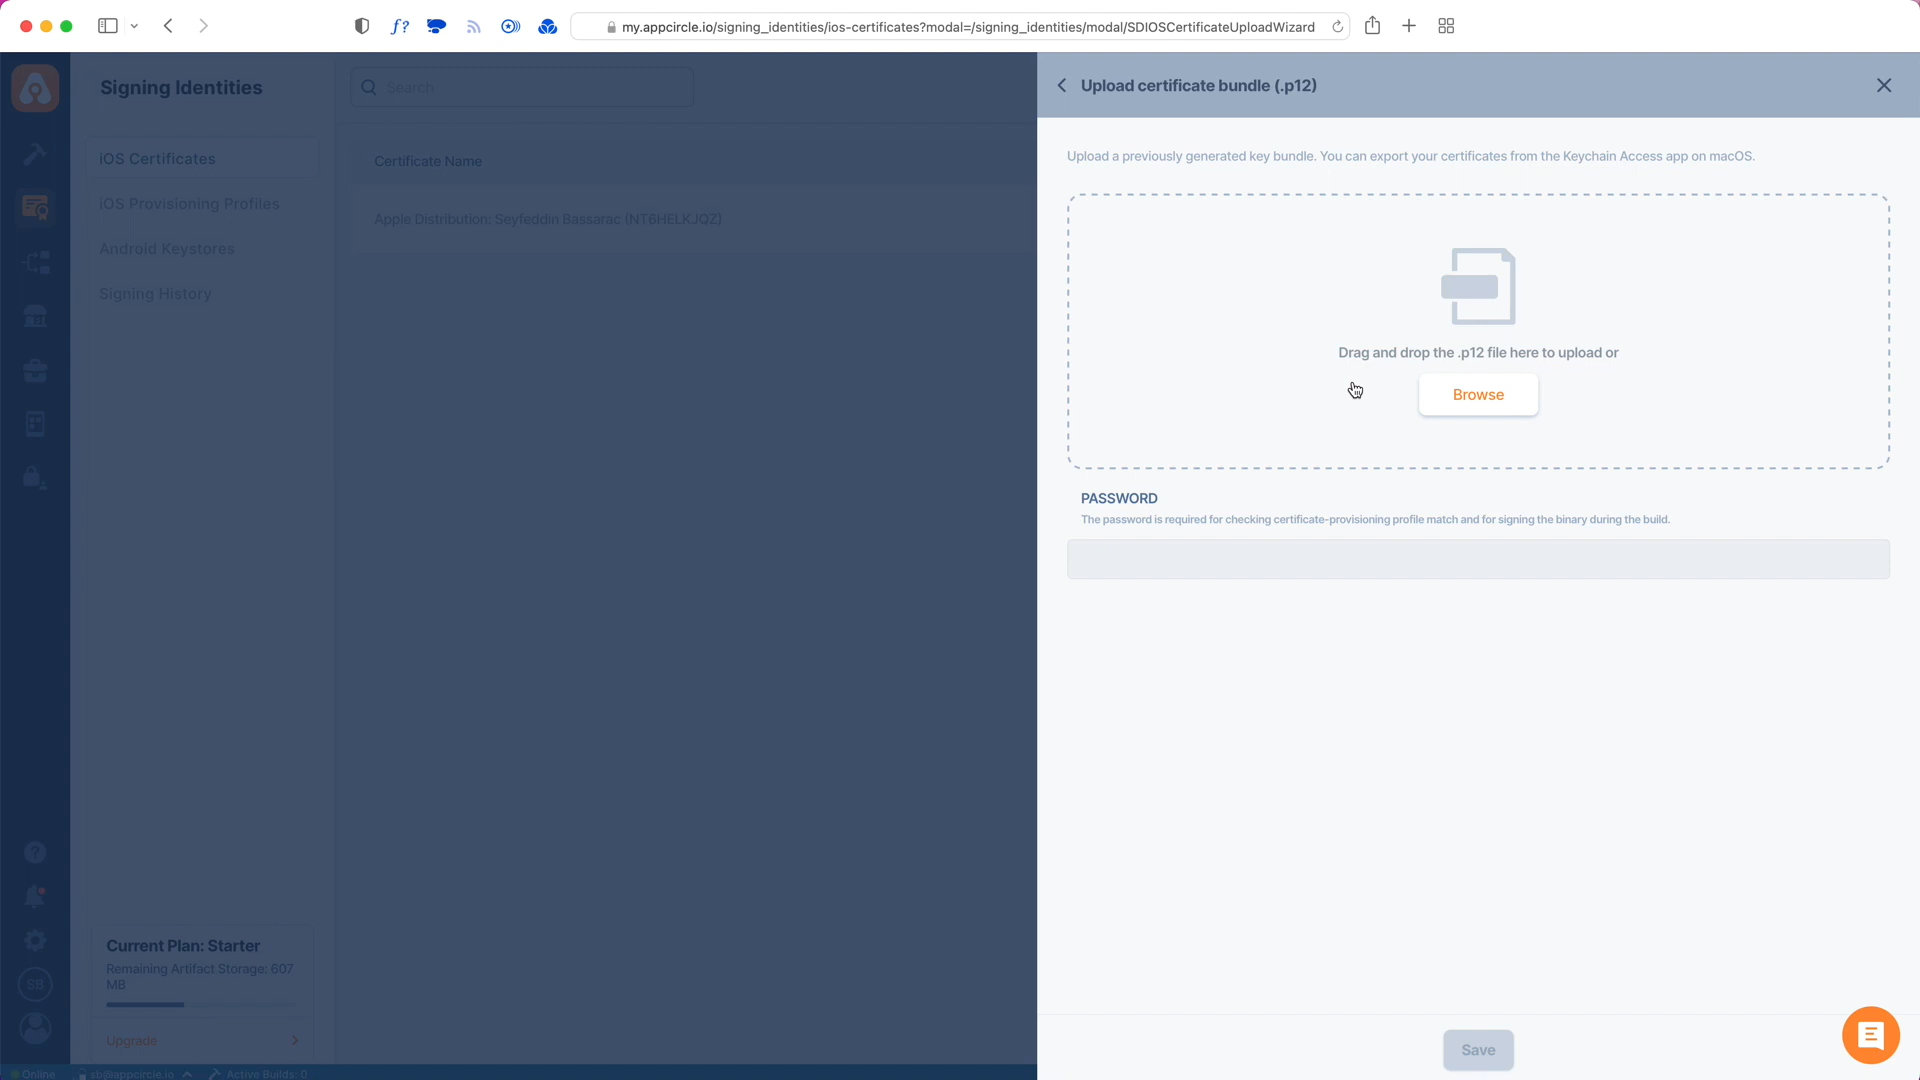 my.appcircle.io/signing_identities/ios-certificates?modal=/signing_identities/modal/SDIOSCertificateUploadWizard
Signing Identities
Search
Upload certificate bundle (.p12)
iOS Certificates
iOS Provisioning Profiles
Android Keystores
Signing History
Certificate Name
Apple Distribution: Seyfeddin Bassarac (NT6HELKJQZ)
Upload a previously generated key bundle. You can export your certificates from the Keychain Access app on macOS.
Drag and drop the .p12 file here to upload or
Browse
PASSWORD
The password is required for checking certificate-provisioning profile match and for signing the binary during the build.
Save
SB
Current Plan: Starter
Remaining Artifact Storage: 607
MB
Upgrade
Online
sb@appcircle.io
Active Builds: 0